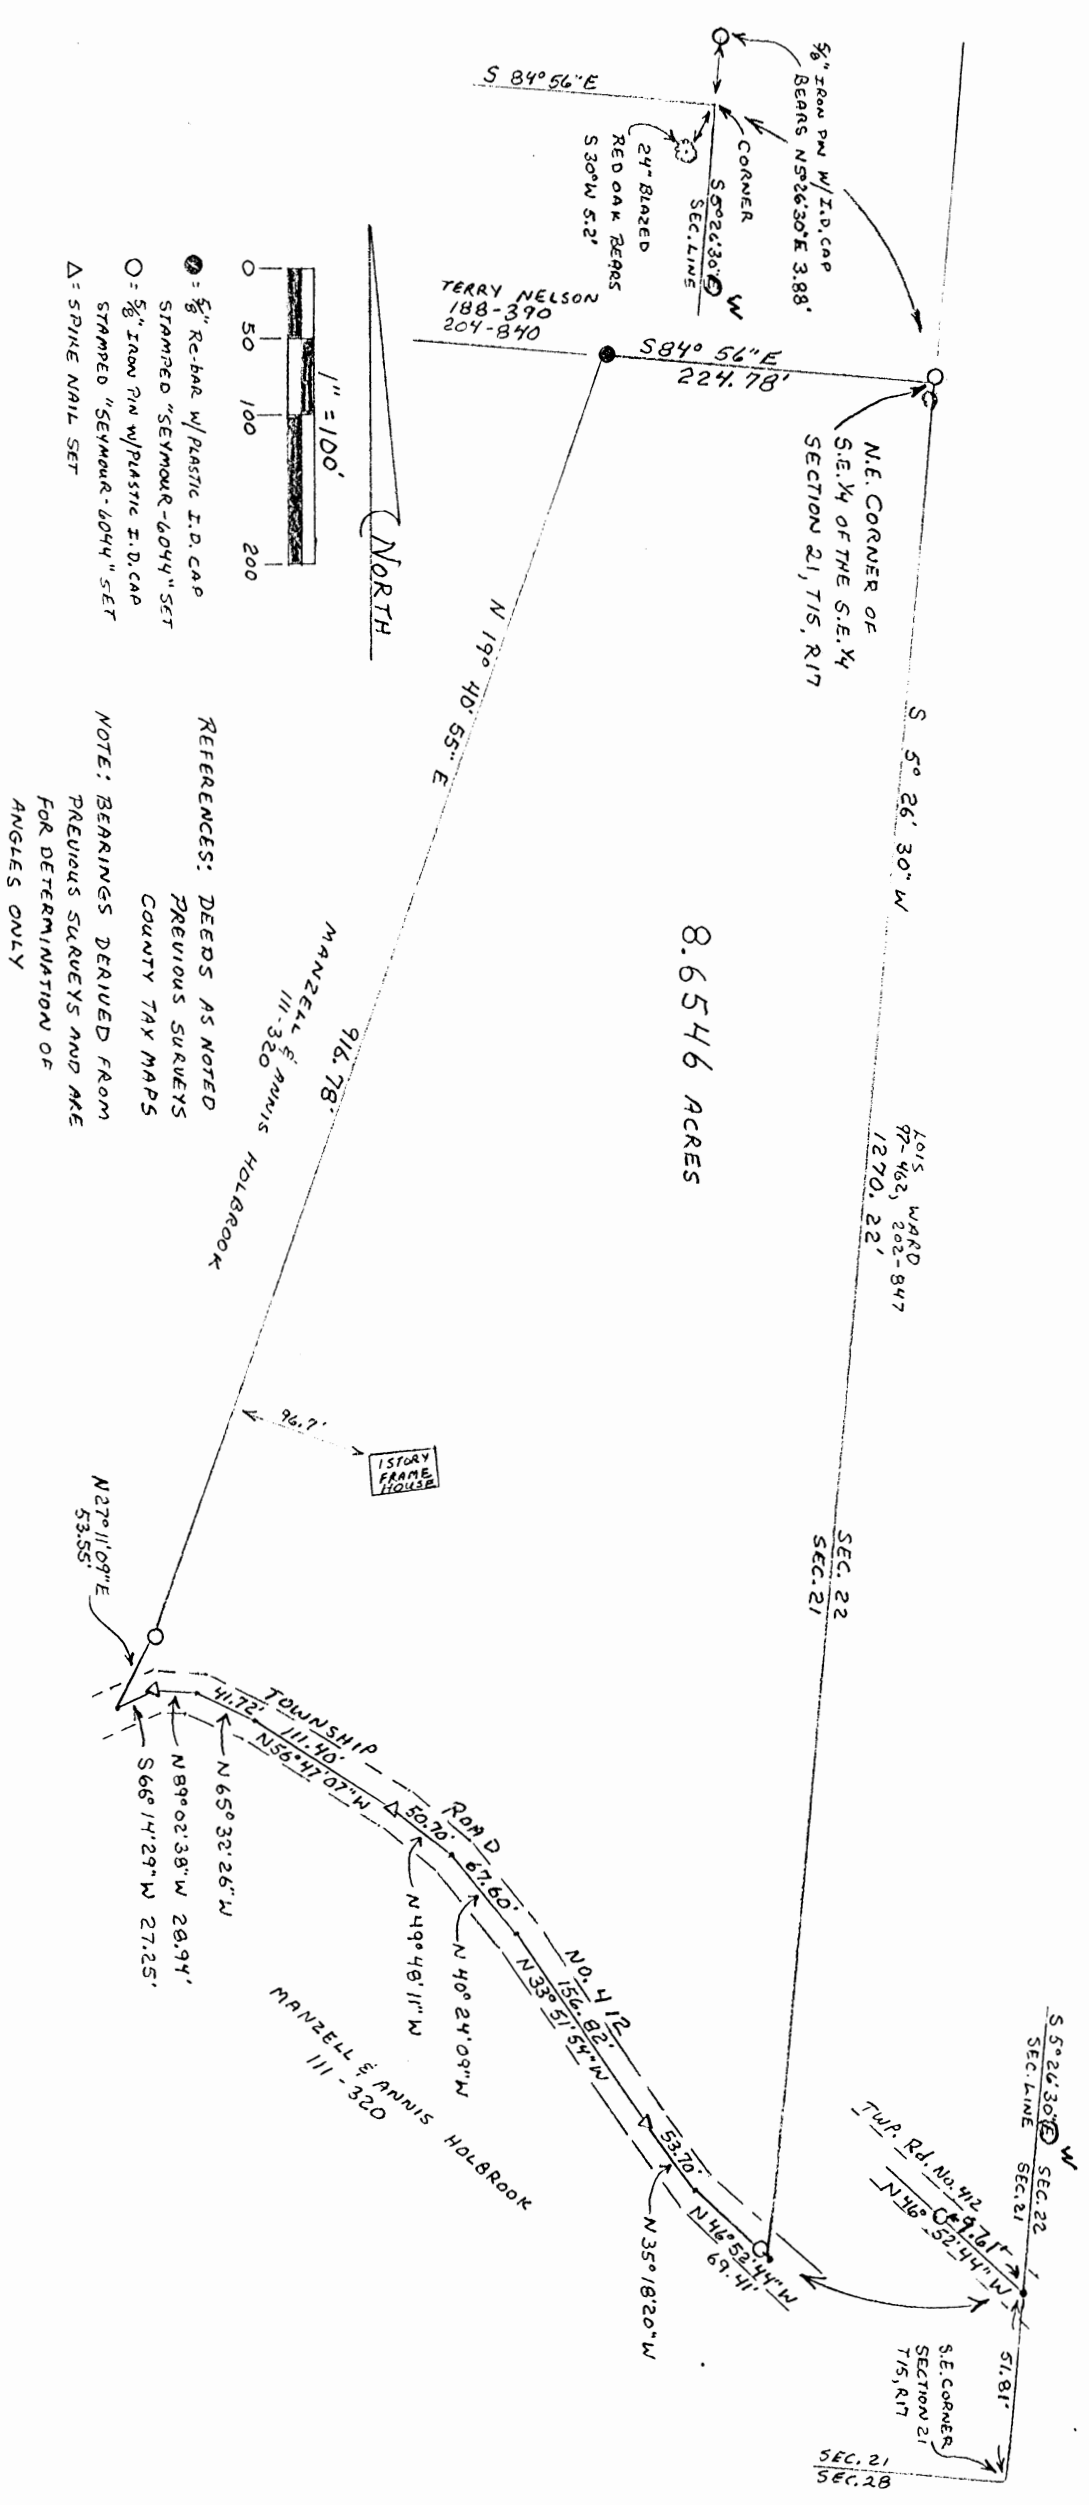 5/8" IRON PIN W/I.D. CAP
BEARS N5°26'30"E 3.88'
S 84° 56" E
CORNER
S 5°26'30" E W
SEC. LINE
24" BLAZED
RED OAK BEARS
S 30° W 5.2'
TERRY NELSON
188-390
204-840
S 84° 56" E
224.78'
N.E. CORNER OF
S.E. 1/4 OF THE S.E. 1/4
SECTION 21, T15, R17
NORTH
1" = 100'
0 50 100 200
= 5/8" Re-bar W/PLASTIC I.D. CAP
STAMPED "SEYMOUR-6044" SET
O = 5/8" IRON PIN W/PLASTIC I.D. CAP
STAMPED "SEYMOUR-6044" SET
Δ = SPIKE NAIL SET
REFERENCES: DEEDS AS NOTED
PREVIOUS SURVEYS
COUNTY TAX MAPS
NOTE: BEARINGS DERIVED FROM
PREVIOUS SURVEYS AND ARE
FOR DETERMINATION OF
ANGLES ONLY
S 5° 26' 30" W
N 19° 40' 55" E
916.78'
MANZELL & ANNIS HOLBROOK
111-320
8.6546 ACRES
LOIS WARD
97-462, 202-847
1270.22'
SEC. 22
SEC. 21
96.7'
1 STORY
FRAME
HOUSE
N27°11'09"E
53.55'
TOWNSHIP ROAD NO. 412
41.72'
111.40'
N56°47'07"W
50.70'
67.60'
156.82'
N33°51'54"W
53.70'
N46°52'44"W
69.41'
S66°14'29"W 27.25'
N89°02'38"W 28.94'
N65°32'26"W
N49°48'11"W
N40°24'09"W
N35°18'20"W
MANZELL & ANNIS HOLBROOK
111-320
S 5°26'30" E W
SEC. LINE
SEC. 22
SEC. 21
TWP. Rd. No. 412
N46°52'44"W
51.81'
S.E. CORNER
SECTION 21
T15, R17
SEC. 21
SEC. 28